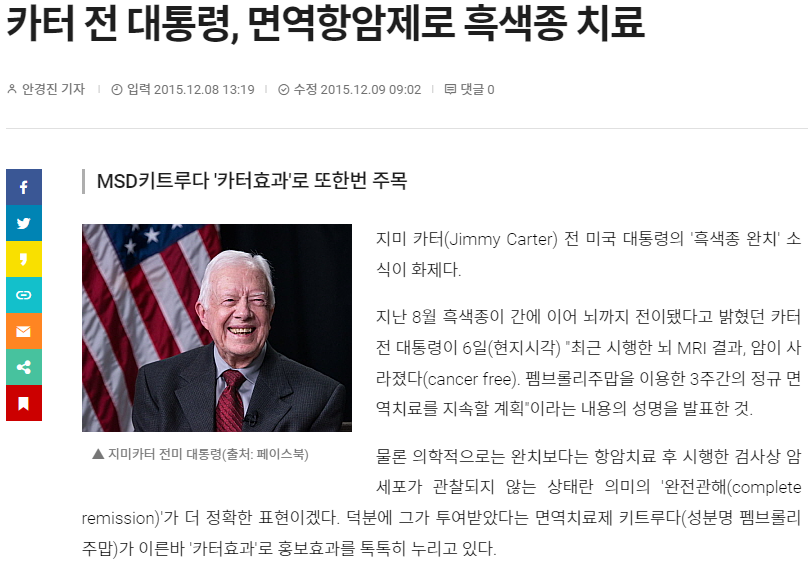 카터 전 대통령, 면역항암제로 흑색종 치료
안경진 기자 입력 2015.12.08 13:19 수정 2015.12.09 09:02 댓글 0
MSD키트루다 '카터효과'로 또한번 주목
지미 카터(Jimmy Carter) 전 미국 대통령의 '흑색종 완치' 소
식이 화제다.
지난 8월 흑색종이 간에 이어 뇌까지 전이됐다고 밝혔던 카터
전 대통령이 6일(현지시각) "최근 시행한 뇌 MRI 결과, 암이 사
라졌다(cancer free). 펨브롤리주맙을 이용한 3주간의 정규 면
역치료를 지속할 계획"이라는 내용의 성명을 발표한 것.
▲ 지미카터 전미 대통령(출처: 페이스북)
물론 의학적으로는 완치보다는 항암치료 후 시행한 검사상 암
세포가 관찰되지 않는 상태란 의미의 '완전관해(complete
remission)'가 더 정확한 표현이겠다. 덕분에 그가 투여받았다는 면역치료제 키트루다(성분명 펨브롤리
주맙)가 이른바 '카터효과'로 홍보효과를 톡톡히 누리고 있다.